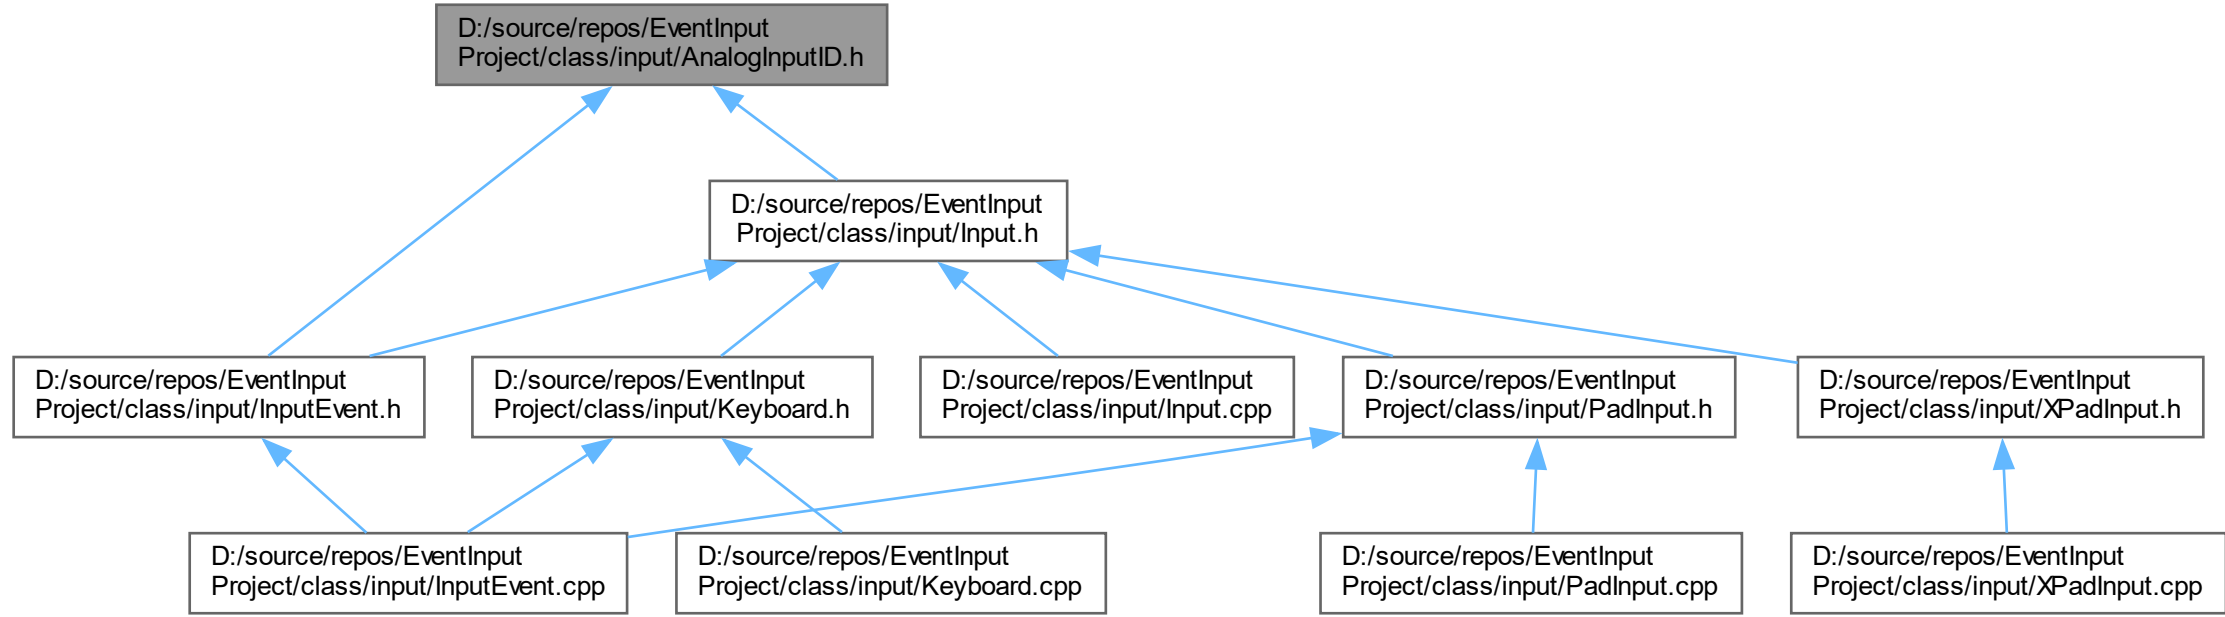 D:/source/repos/EventInput
Project/class/input/AnalogInputID.h
D:/source/repos/EventInput
Project/class/input/Input.h
D:/source/repos/EventInput
Project/class/input/InputEvent.h
D:/source/repos/EventInput
Project/class/input/Keyboard.h
D:/source/repos/EventInput
Project/class/input/Input.cpp
D:/source/repos/EventInput
Project/class/input/PadInput.h
D:/source/repos/EventInput
Project/class/input/XPadInput.h
D:/source/repos/EventInput
Project/class/input/InputEvent.cpp
D:/source/repos/EventInput
Project/class/input/Keyboard.cpp
D:/source/repos/EventInput
Project/class/input/PadInput.cpp
D:/source/repos/EventInput
Project/class/input/XPadInput.cpp